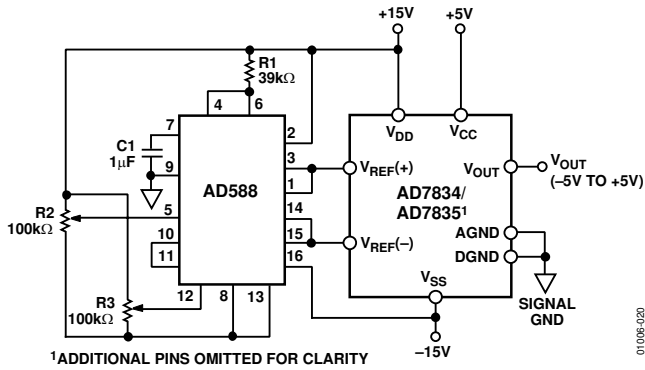 +15V
+5V
R1
39kΩ
4
6
7
2
C1
1μF
VDD
VCC
3
VREF(+)
VOUT
VOUT
(–5V TO +5V)
9
1
AD588
AD7834/
AD7835¹
R2
100kΩ
5
14
10
15
VREF(–)
AGND
11
16
DGND
VSS
R3
100kΩ
12
8
13
SIGNAL
GND
–15V
¹ADDITIONAL PINS OMITTED FOR CLARITY
01006-020